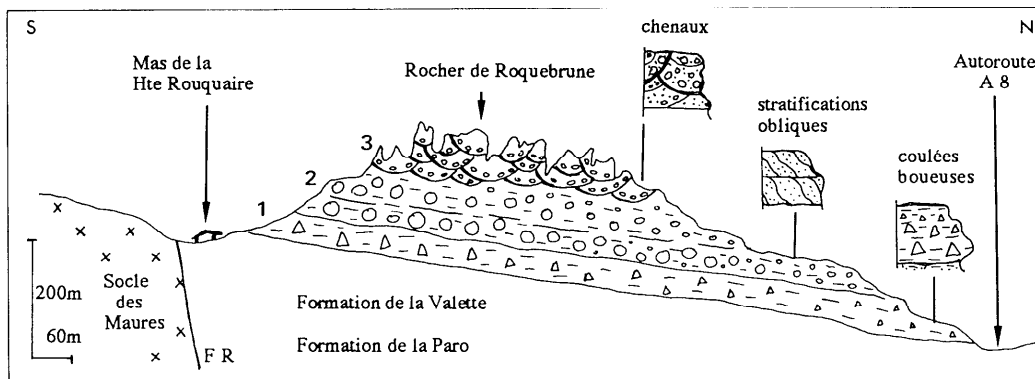 S
N
chenaux
Mas de la
Hte Rouquaire
Rocher de Roquebrune
Autoroute
A 8
stratifications
obliques
coulées
boueuses
3
2
1
Socle
des
Maures
200m
60m
F R
Formation de la Valette
Formation de la Paro